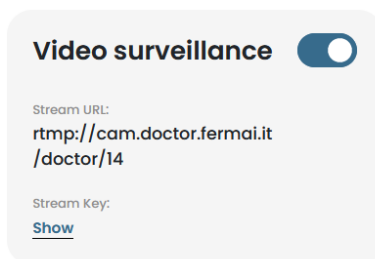 Video surveillance
Stream URL:
rtmp://cam.doctor.fermai.it
/doctor/14
Stream Key:
Show